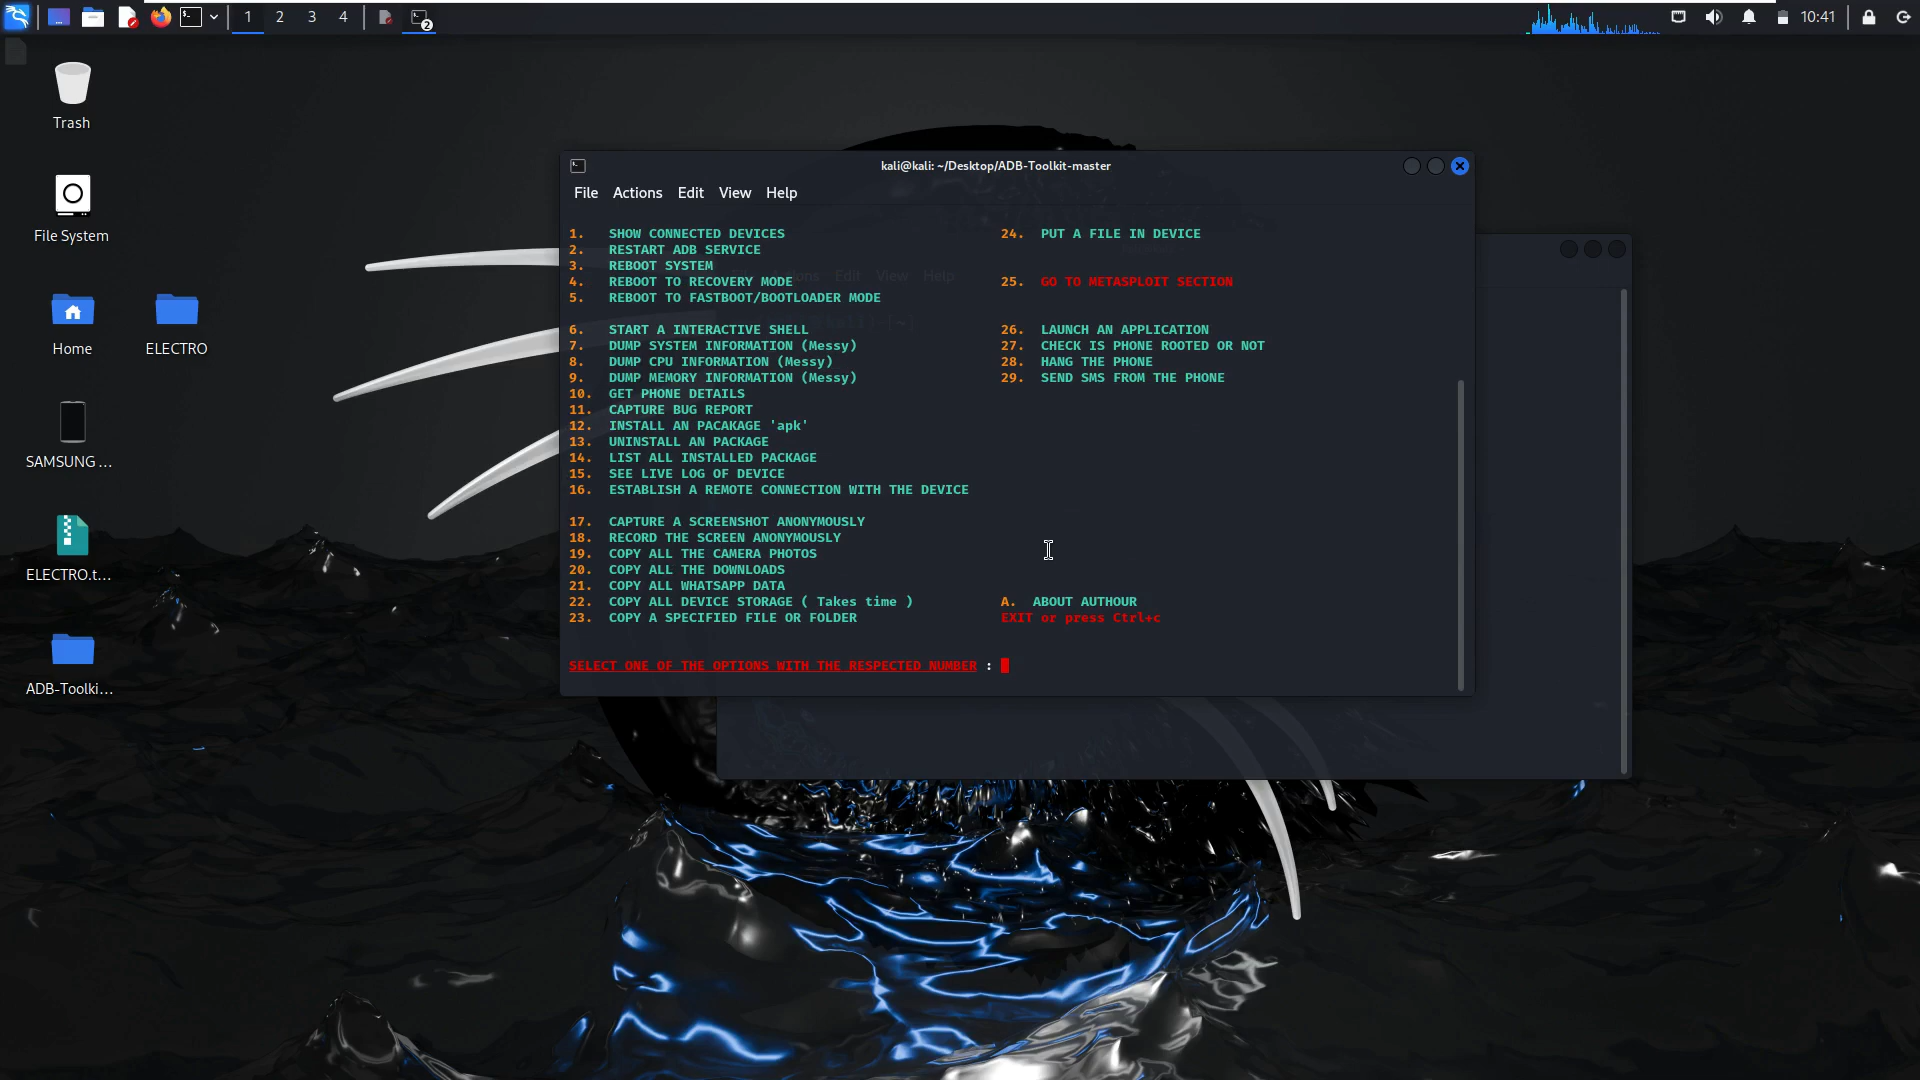 1 2 3 4 2 10:41
Trash
File System
Home ELECTRO
SAMSUNG ...
ELECTRO.t...
ADB-Toolki...
kali@kali: ~/Desktop/ADB-Toolkit-master
File Actions Edit View Help
1. SHOW CONNECTED DEVICES 24. PUT A FILE IN DEVICE
2. RESTART ADB SERVICE
3. REBOOT SYSTEM
4. REBOOT TO RECOVERY MODE 25. GO TO METASPLOIT SECTION
5. REBOOT TO FASTBOOT/BOOTLOADER MODE
6. START A INTERACTIVE SHELL 26. LAUNCH AN APPLICATION
7. DUMP SYSTEM INFORMATION (Messy) 27. CHECK IS PHONE ROOTED OR NOT
8. DUMP CPU INFORMATION (Messy) 28. HANG THE PHONE
9. DUMP MEMORY INFORMATION (Messy) 29. SEND SMS FROM THE PHONE
10. GET PHONE DETAILS
11. CAPTURE BUG REPORT
12. INSTALL AN PACAKAGE 'apk'
13. UNINSTALL AN PACKAGE
14. LIST ALL INSTALLED PACKAGE
15. SEE LIVE LOG OF DEVICE
16. ESTABLISH A REMOTE CONNECTION WITH THE DEVICE
17. CAPTURE A SCREENSHOT ANONYMOUSLY
18. RECORD THE SCREEN ANONYMOUSLY
19. COPY ALL THE CAMERA PHOTOS
20. COPY ALL THE DOWNLOADS
21. COPY ALL WHATSAPP DATA
22. COPY ALL DEVICE STORAGE ( Takes time ) A. ABOUT AUTHOUR
23. COPY A SPECIFIED FILE OR FOLDER EXIT or press Ctrl+c
SELECT ONE OF THE OPTIONS WITH THE RESPECTED NUMBER :
Edit View Help